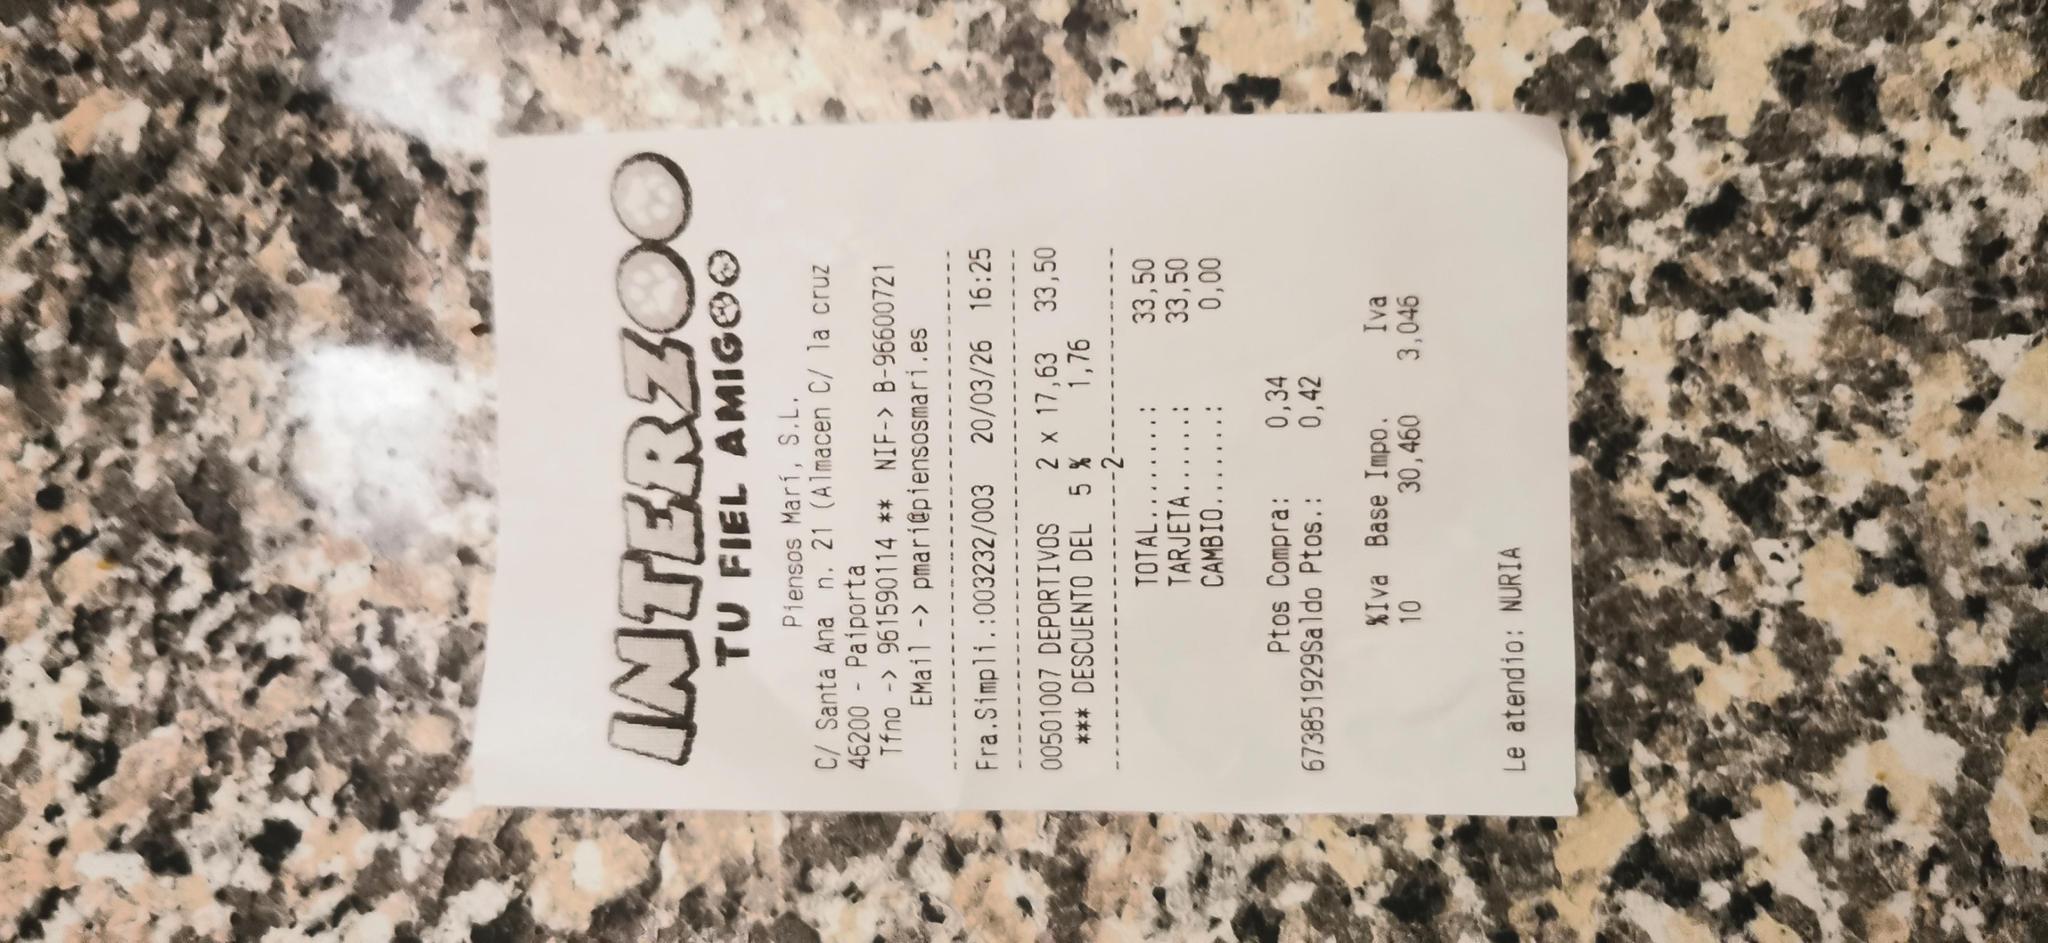 INTERZOO
TU FIEL AMIGOO
Piensos Marí, S.L.
C/ Santa Ana n. 21 (Almacen C/ la cruz
46200 - Paiporta
Tfno -> 961590114 ** NIF-> B-96600721
EMail -> pmari@piensosmari.es
----------------------------------------
Fra.Simpli.:003232/003 20/03/26 16:25
----------------------------------------
00501007 DEPORTIVOS 2 x 17,63 33,50
*** DESCUENTO DEL 5 % 1,76
-----------------------2----------------
TOTAL.........: 33,50
TARJETA.......: 33,50
CAMBIO........: 0,00
Ptos Compra: 0,34
673851929Saldo Ptos.: 0,42
%Iva Base Impo. Iva
10 30,460 3,046
Le atendio: NURIA